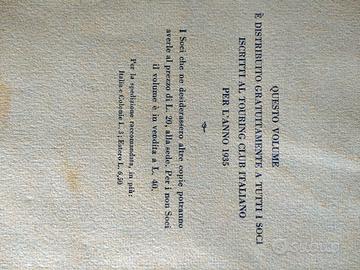 QUESTO VOLUME
È DISTRIBUITO GRATUITAMENTE A TUTTI I SOCI
ISCRITTI AL TOURING CLUB ITALIANO
PER L'ANNO 1935
I Soci che ne desiderassero altre copie potranno
averle al prezzo di L. 20, alla sede. Per i non Soci
il volume è in vendita a L. 40.
Per la spedizione raccomandata, in più:
Italia e Colonie L. 3; Estero L. 6,50